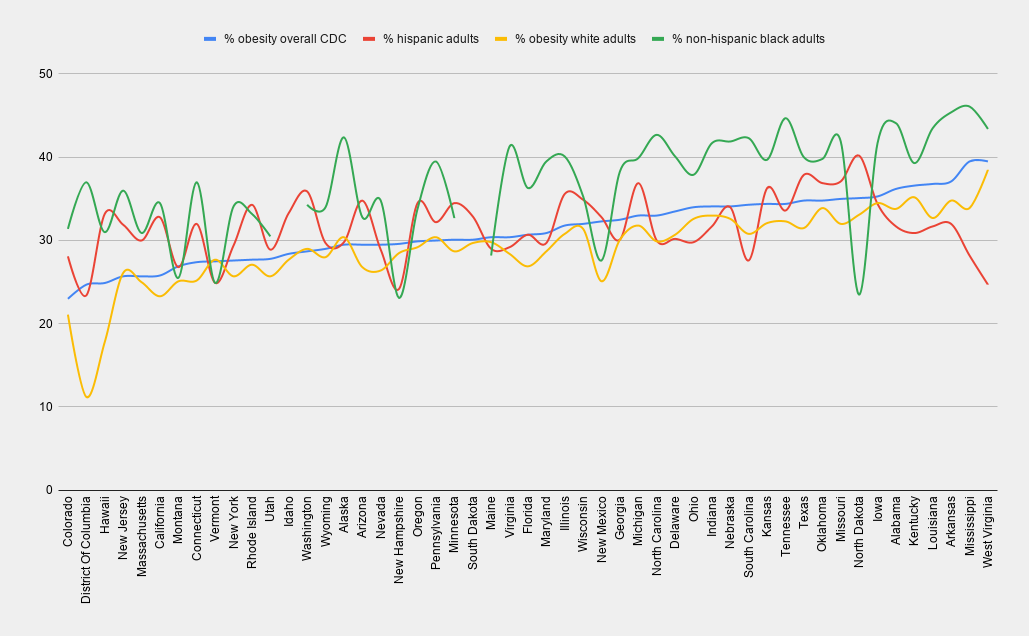 % obesity overall CDC % hispanic adults % obesity white adults % non-hispanic black adults
50
40
30
20
10
0
Colorado
District Of Columbia
Hawaii
New Jersey
Massachusetts
California
Montana
Connecticut
Vermont
New York
Rhode Island
Utah
Idaho
Washington
Wyoming
Alaska
Arizona
Nevada
New Hampshire
Oregon
Pennsylvania
Minnesota
South Dakota
Maine
Virginia
Florida
Maryland
Illinois
Wisconsin
New Mexico
Georgia
Michigan
North Carolina
Delaware
Ohio
Indiana
Nebraska
South Carolina
Kansas
Tennessee
Texas
Oklahoma
Missouri
North Dakota
Iowa
Alabama
Kentucky
Louisiana
Arkansas
Mississippi
West Virginia